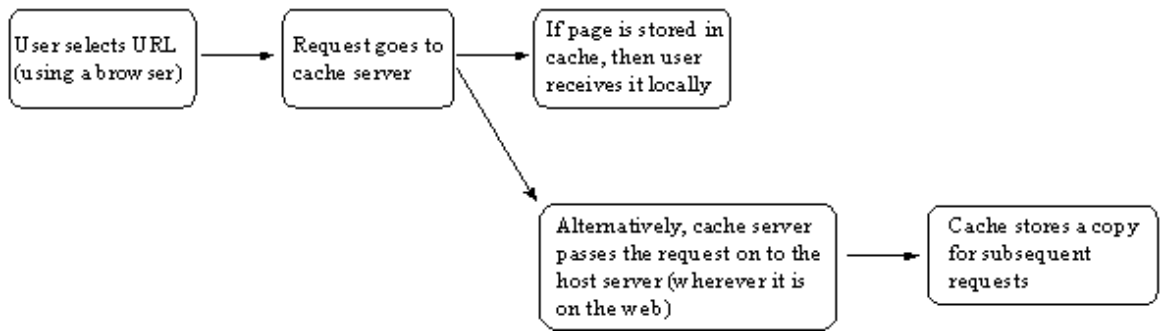 User selects URL
(using a browser)
Request goes to
cache server
If page is stored in
cache, then user
receives it locally
Alternatively, cache server
passes the request on to the
host server (wherever it is
on the web)
Cache stores a copy
for subsequent
requests